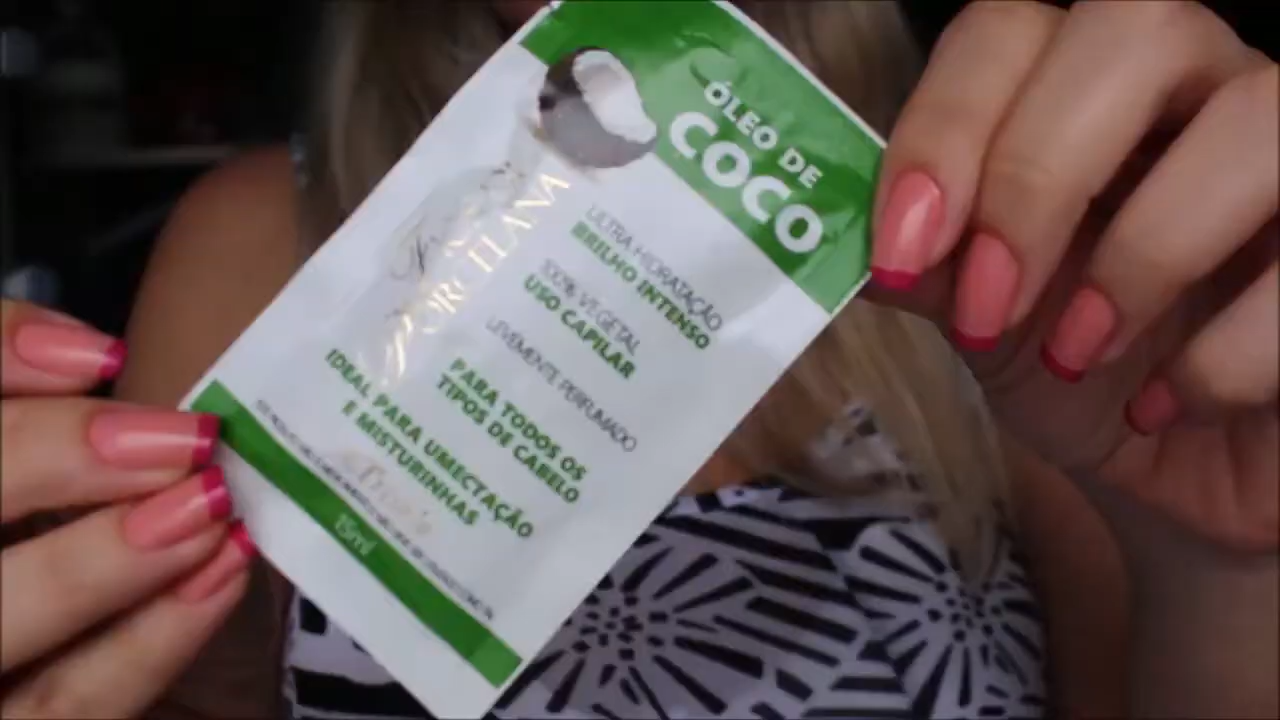 ÓLEO DE
COCO
PORCELANA
ULTRA HIDRATAÇÃO
BRILHO INTENSO
100% VEGETAL
USO CAPILAR
LEVEMENTE PERFUMADO
PARA TODOS OS
TIPOS DE CABELO
IDEAL PARA UMECTAÇÃO
E MISTURINHAS
15ml